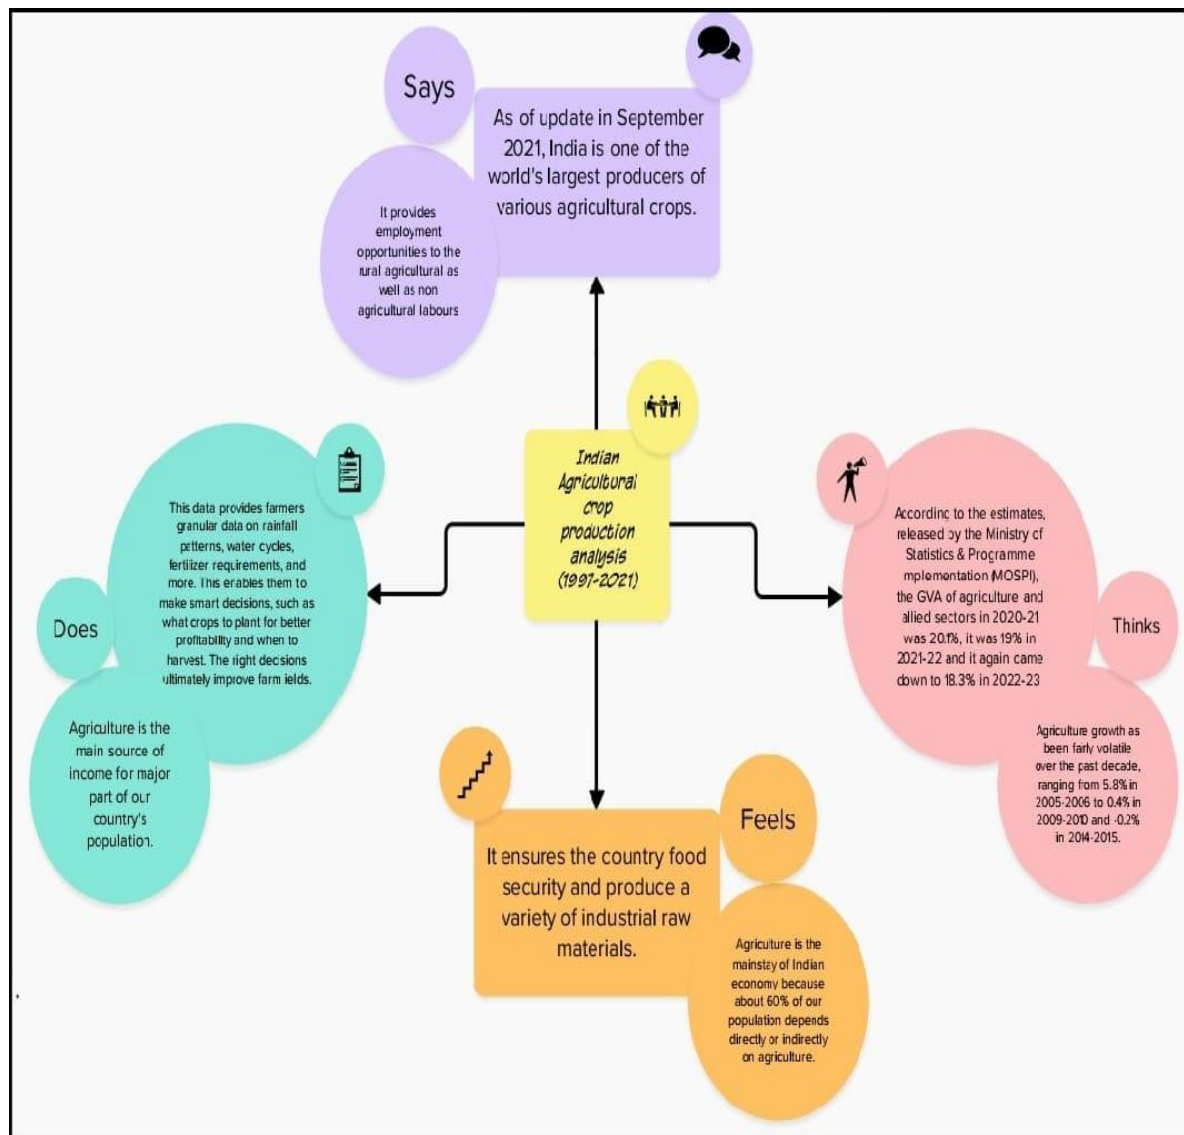 Says
As of update in September
2021, India is one of the
world's largest producers of
various agricultural crops.
It provides
employment
opportunities to the
rural agricultural as
well as non
agricultural labours
Indian
Agricultural
crop
production
analysis
(1997-2021)
This data provides farmers
granular data on rainfall
patterns, water cycles,
fertilizer requirements, and
more. This enables them to
make smart decisions, such as
what crops to plant for better
profitability and when to
harvest. The right decisions
ultimately improve farm ields.
Does
Agriculture is the
main source of
income for major
part of our
country's
population.
According to the estimates,
released by the Ministry of
Statistics & Programme
mplementation (MOSPI),
the GVA of agriculture and
allied sectors in 2020-21
was 20.1%, it was 19% in
2021-22 and it again came
down to 18.3% in 2022-23
Thinks
Agriculture growth as
been farly volatile
over the past decade,
ranging from 5.8% in
2005-2006 to 0.4% in
2009-2010 and -0.2%
in 2014-2015.
It ensures the country food
security and produce a
variety of industrial raw
materials.
Feels
Agriculture is the
mainstay of Indian
economy because
about 60% of our
population depends
directly or indirectly
on agriculture.